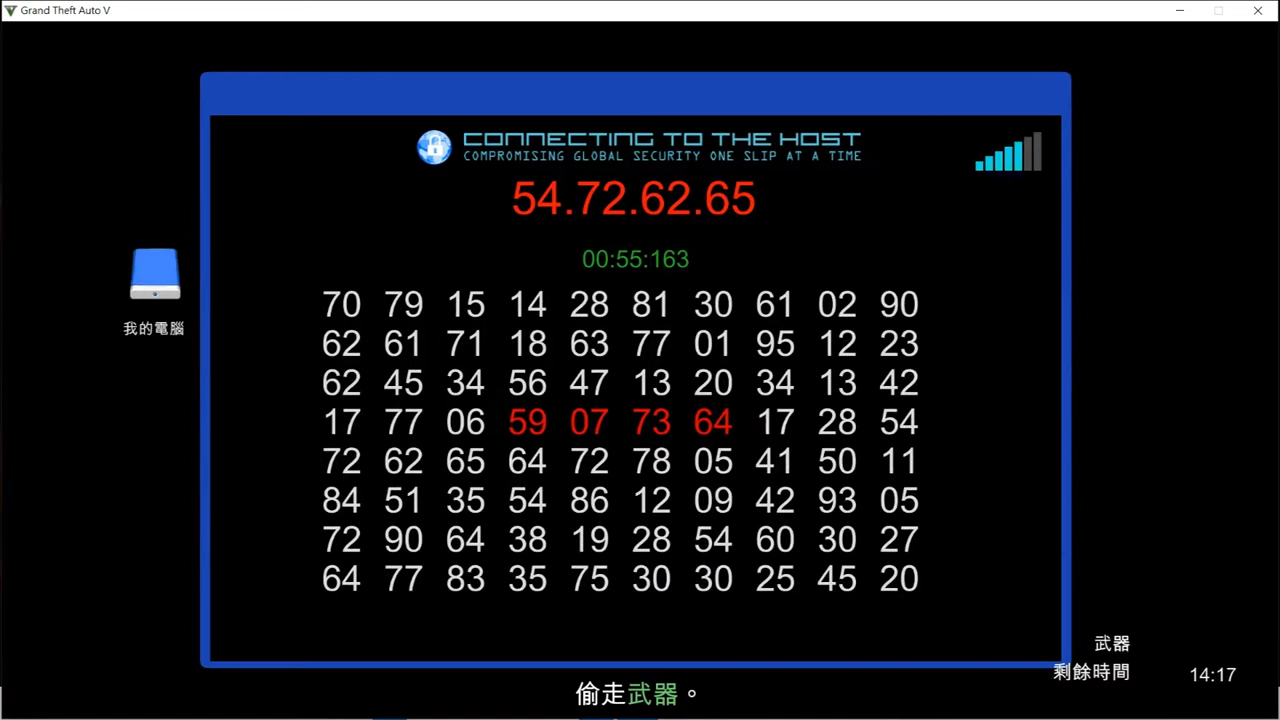 Grand Theft Auto V
CONNECTING TO THE HOST
COMPROMISING GLOBAL SECURITY ONE SLIP AT A TIME
54.72.62.65
00:55:163
70 79 15 14 28 81 30 61 02 90
62 61 71 18 63 77 01 95 12 23
62 45 34 56 47 13 20 34 13 42
17 77 06 59 07 73 64 17 28 54
72 62 65 64 72 78 05 41 50 11
84 51 35 54 86 12 09 42 93 05
72 90 64 38 19 28 54 60 30 27
64 77 83 35 75 30 30 25 45 20
我的電腦
武器
剩餘時間 14:17
偷走武器。